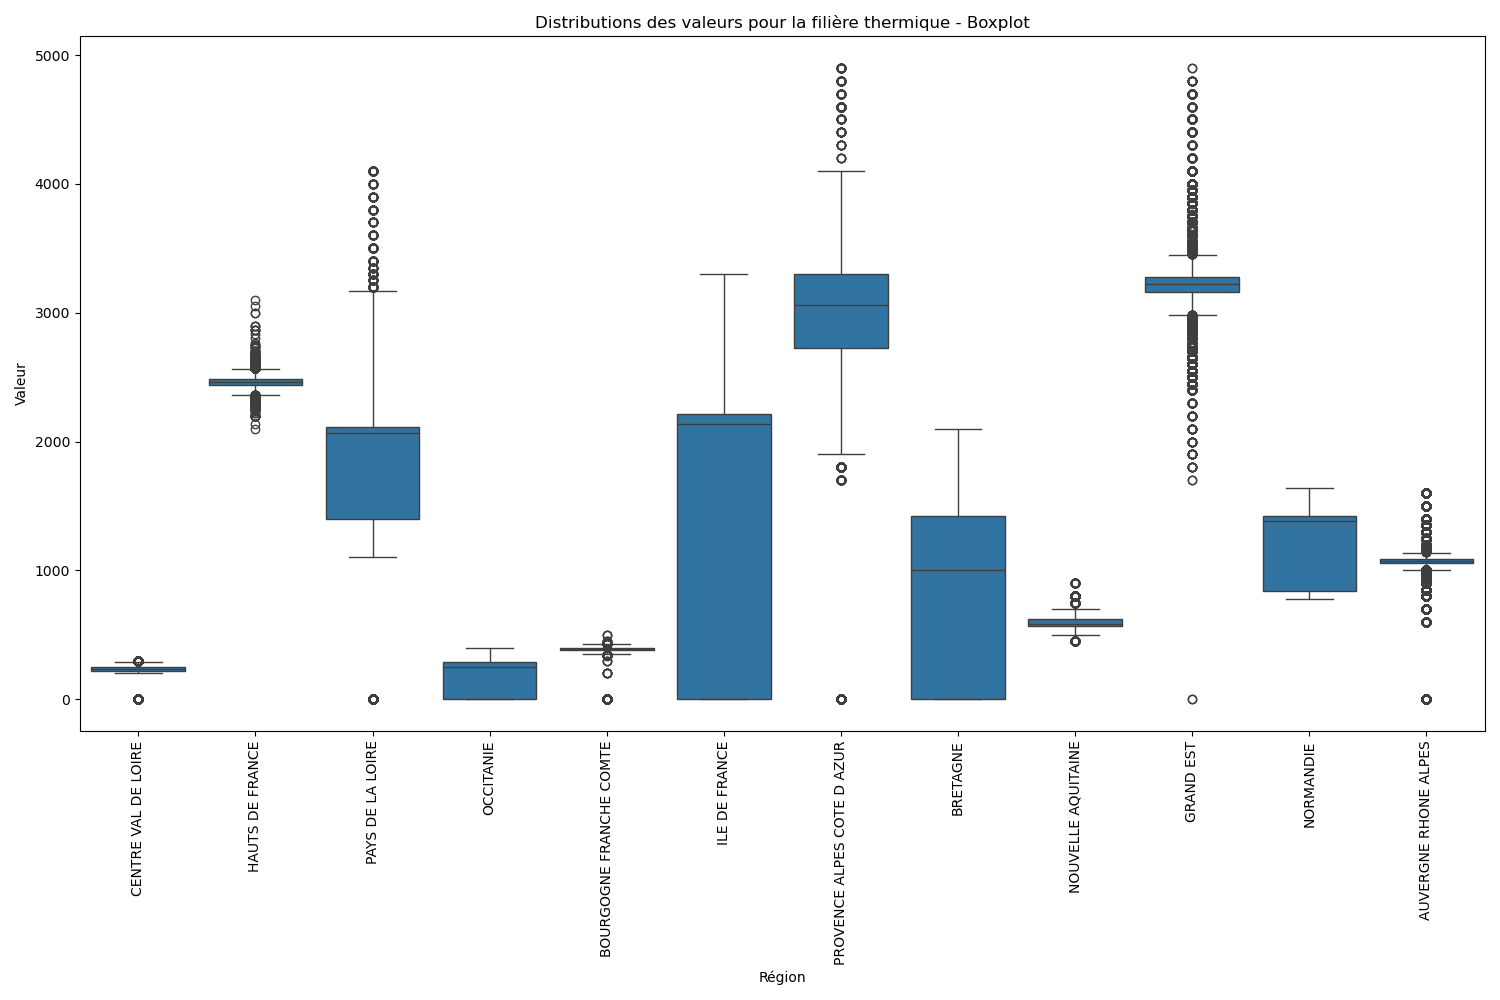 Distributions des valeurs pour la filière thermique - Boxplot
5000
4000
3000
2000
1000
0
Valeur
CENTRE VAL DE LOIRE
HAUTS DE FRANCE
PAYS DE LA LOIRE
OCCITANIE
BOURGOGNE FRANCHE COMTE
ILE DE FRANCE
PROVENCE ALPES COTE D AZUR
BRETAGNE
NOUVELLE AQUITAINE
GRAND EST
NORMANDIE
AUVERGNE RHONE ALPES
Région